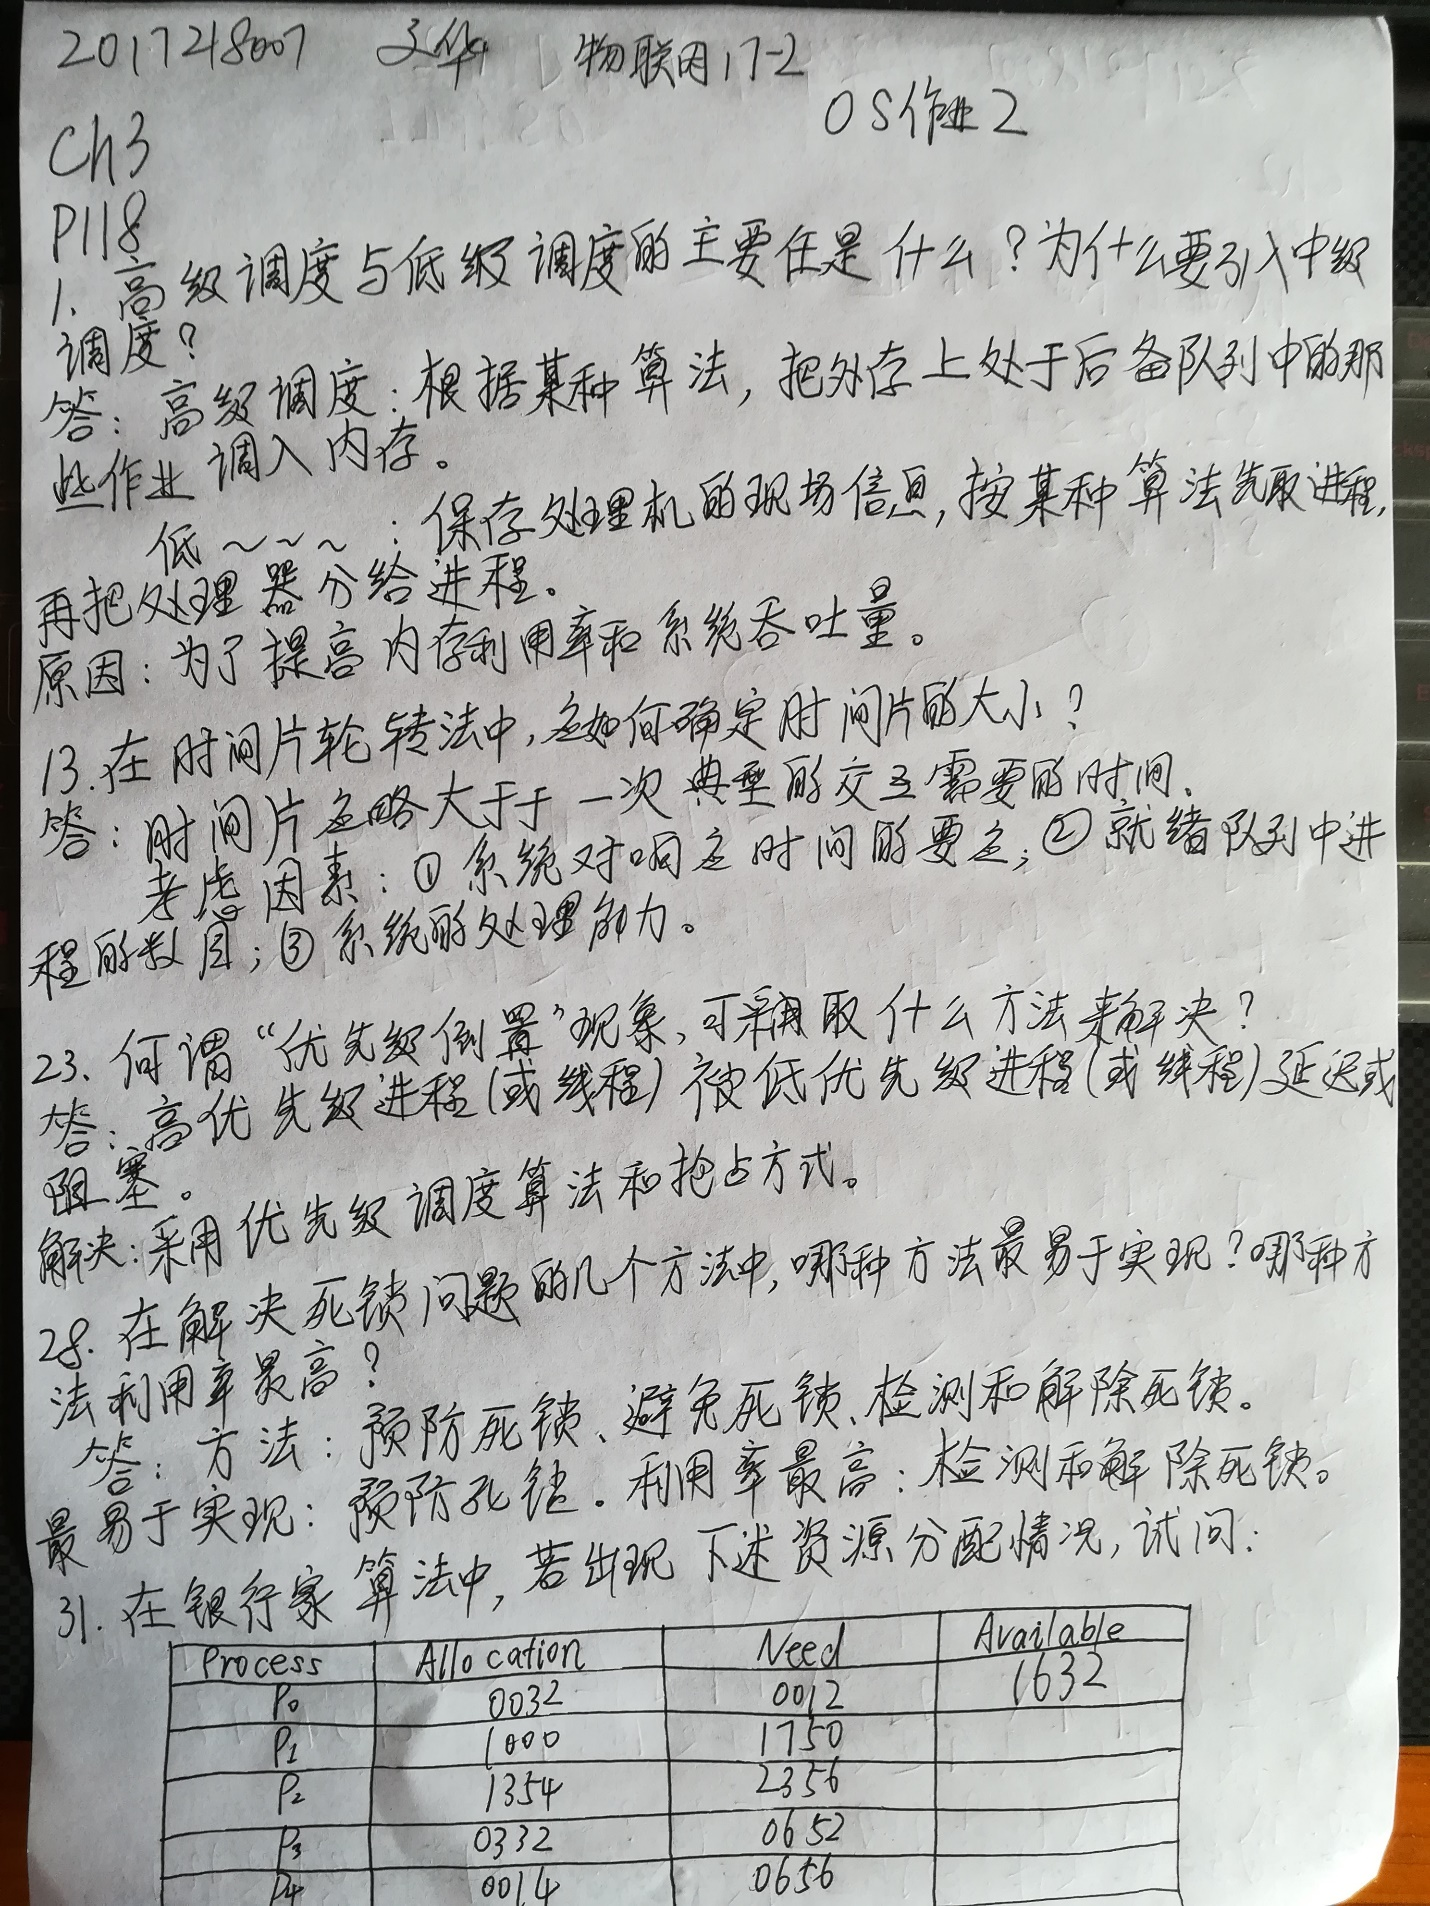 2017218007 文华 物联网17-2
OS作业2
Ch3
P118
1. 高级调度与低级调度的主要任是什么?为什么要引入中级
调度?
答:高级调度:根据某种算法,把外存上处于后备队列中的那
些作业调入内存。
低~~~:保存处理机的现场信息,按某种算法先取进程,
再把处理器分给进程。
原因:为了提高内存利用率和系统吞吐量。
13.在时间片轮转法中,应如何确定时间片的大小?
答:时间片应略大于于一次典型的交互需要的时间.
考虑因素:①系统对响应时间的要应;②就绪队列中进
程的数目;③系统的处理能力。
23.何谓“优先级倒置”现象,可采取什么方法来解决?
答:高优先级进程(或线程)被低优先级进程(或线程)延迟或
阻塞。
解决:采用优先级调度算法和抢占方式。
28.在解决死锁问题的几个方法中,哪种方法最易于实现?哪种方
法利用率最高?
答:方法:预防死锁、避免死锁、检测和解除死锁。
最易于实现:预防死锁。利用率最高:检测和解除死锁。
31.在银行家算法中,若出现下述资源分配情况,试问:
Process Allocation Need Available
P0 0032 0012 1632
P1 1000 1750
P2 1354 2356
P3 0332 0652
P4 0014 0656